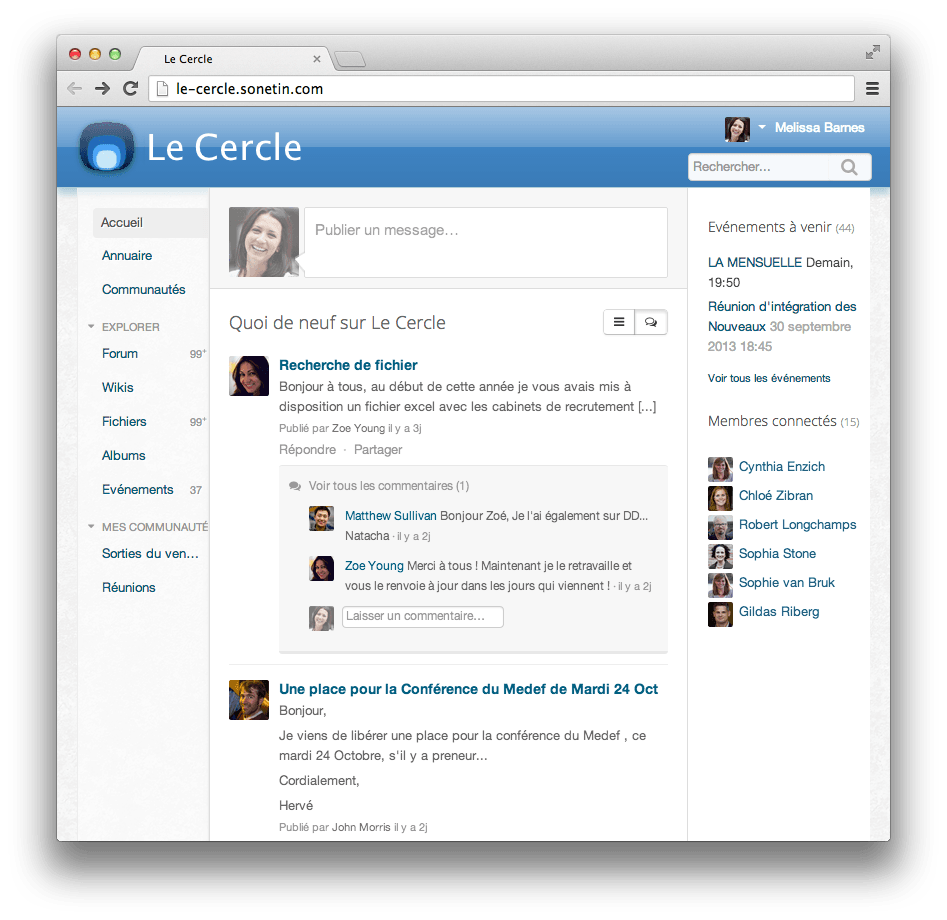 Le Cercle
le-cercle.sonetin.com
Le Cercle
Melissa Barnes
Rechercher...
Accueil
Annuaire
Communautés
EXPLORER
Forum 99+
Wikis
Fichiers 99+
Albums
Evénements 37
MES COMMUNAUTÉ
Sorties du ven...
Réunions
Publier un message...
Quoi de neuf sur Le Cercle
Recherche de fichier
Bonjour à tous, au début de cette année je vous avais mis à
disposition un fichier excel avec les cabinets de recrutement [...]
Publié par Zoe Young il y a 3j
Répondre · Partager
Voir tous les commentaires (1)
Matthew Sullivan Bonjour Zoé, Je l'ai également sur DD...
Natacha · il y a 2j
Zoe Young Merci à tous ! Maintenant je le retravaille et
vous le renvoie à jour dans les jours qui viennent ! · il y a 2j
Laisser un commentaire...
Une place pour la Conférence du Medef de Mardi 24 Oct
Bonjour,
Je viens de libérer une place pour la conférence du Medef , ce
mardi 24 Octobre, s'il y a preneur...
Cordialement,
Hervé
Publié par John Morris il y a 2j
Evénements à venir (44)
LA MENSUELLE Demain,
19:50
Réunion d'intégration des
Nouveaux 30 septembre
2013 18:45
Voir tous les événements
Membres connectés (15)
Cynthia Enzich
Chloé Zibran
Robert Longchamps
Sophia Stone
Sophie van Bruk
Gildas Riberg